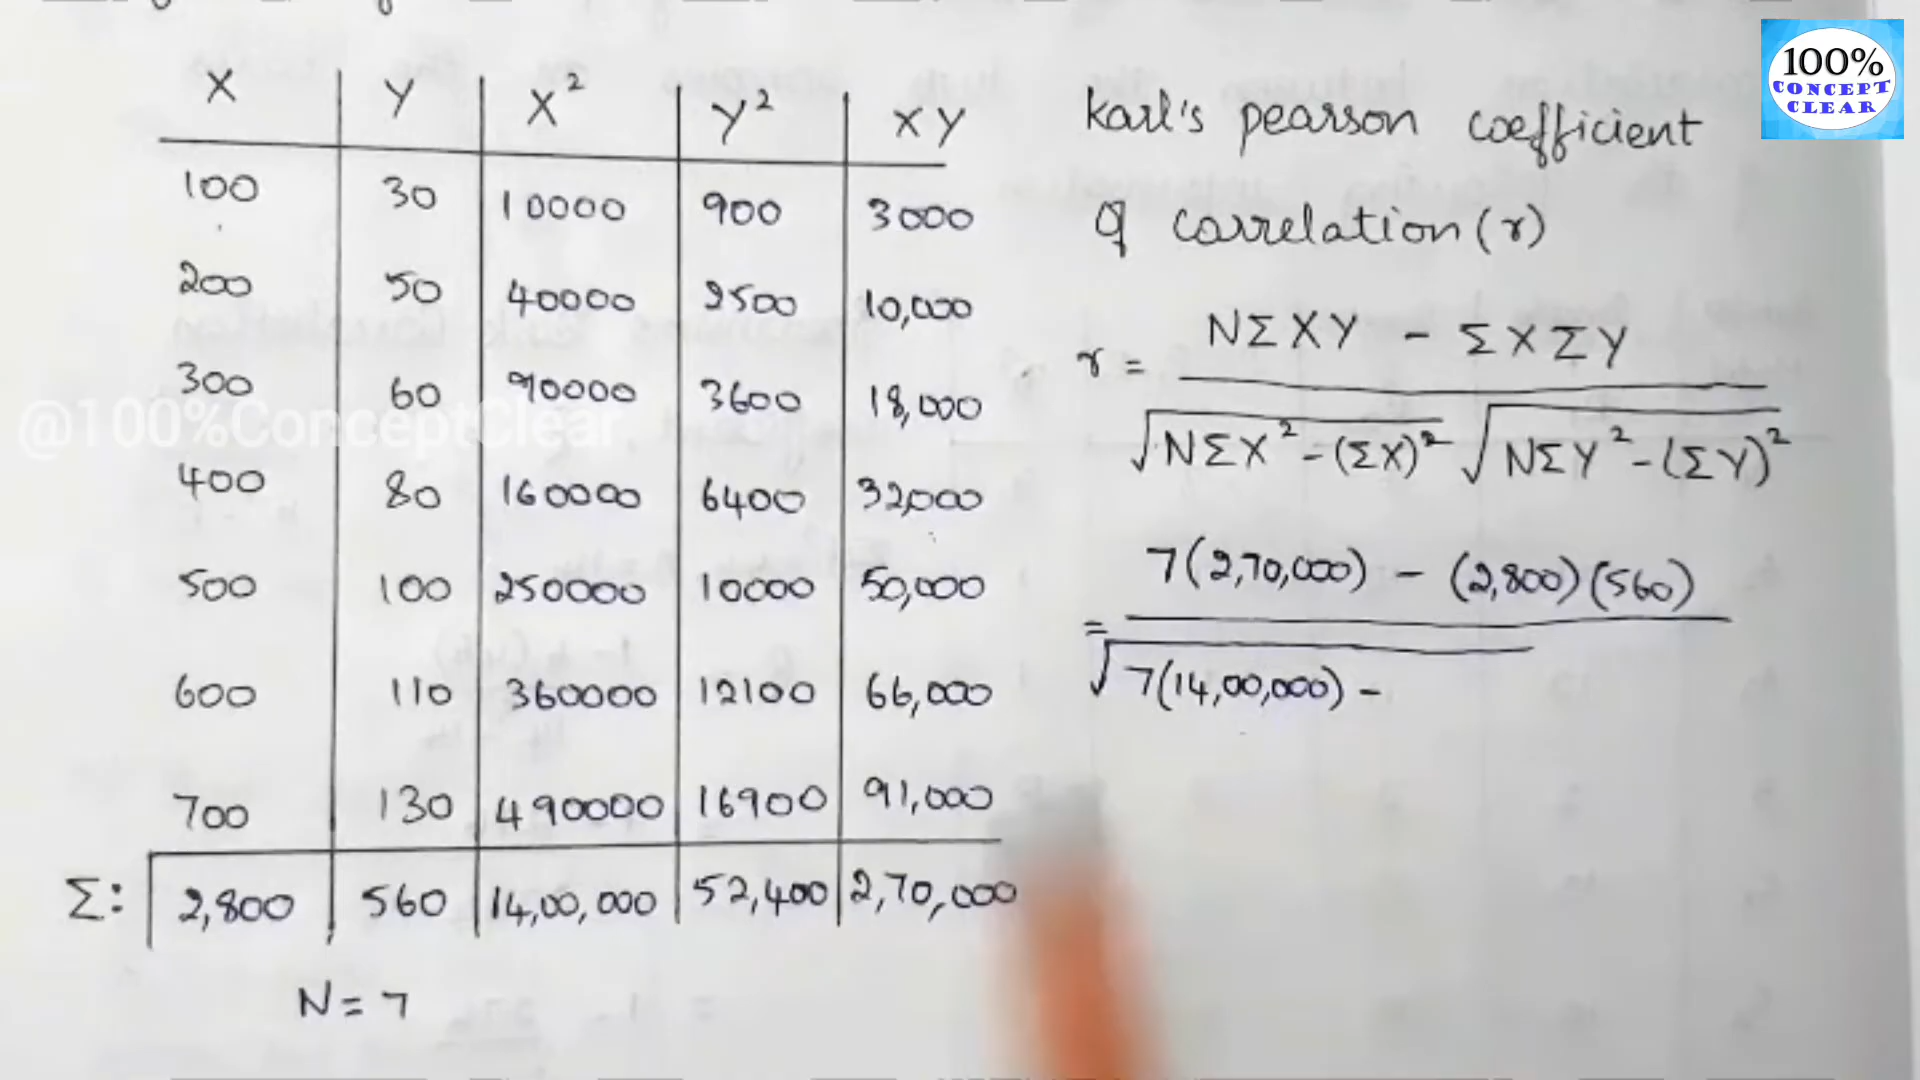 100%
CONCEPT
CLEAR
X Y X² Y² XY
100 30 10000 900 3000
200 50 40000 2500 10,000
300 60 90000 3600 18,000
400 80 160000 6400 32,000
500 100 250000 10000 50,000
600 110 360000 12100 66,000
700 130 490000 16900 91,000
Σ: 2,800 560 14,00,000 52,400 2,70,000
N = 7
@100%ConceptClear
Karl's pearson coefficient
of correlation (r)
r = NΣXY - ΣXΣY
√NΣX² - (ΣX)² √NΣY² - (ΣY)²
= 7(2,70,000) - (2,800)(560)
√7(14,00,000) -